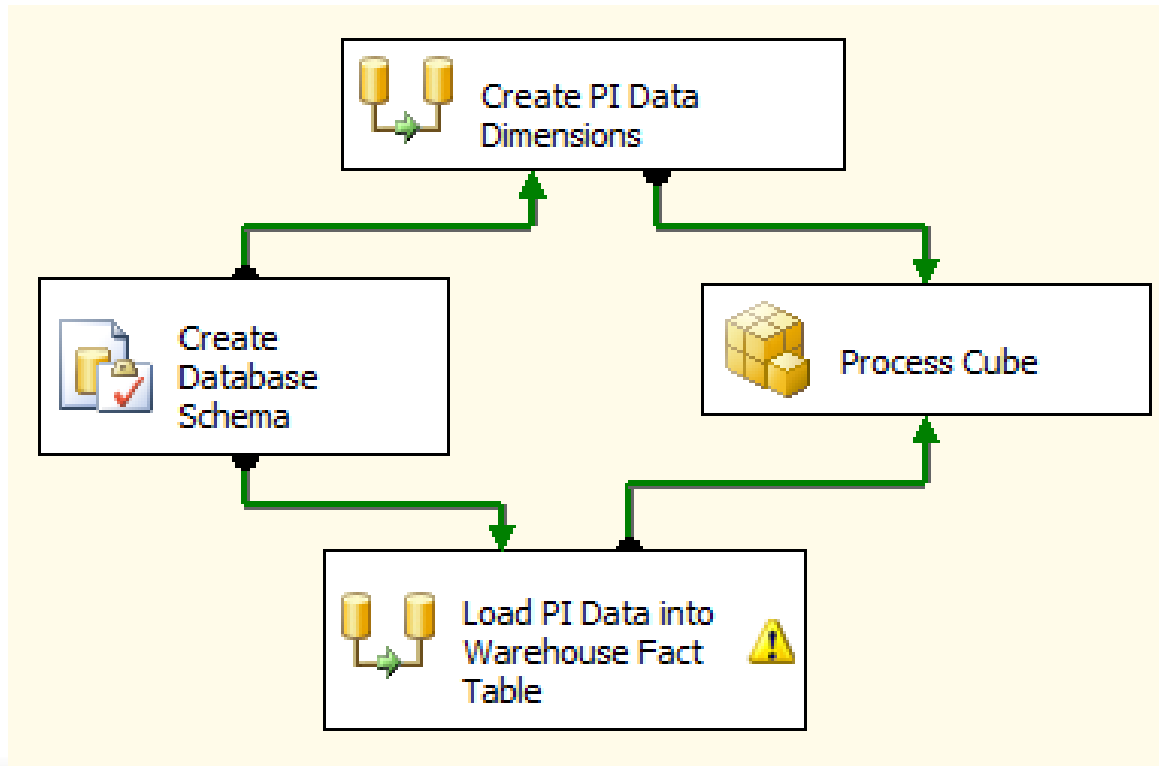 Create PI Data
Dimensions
Create
Database
Schema
Process Cube
Load PI Data into
Warehouse Fact
Table